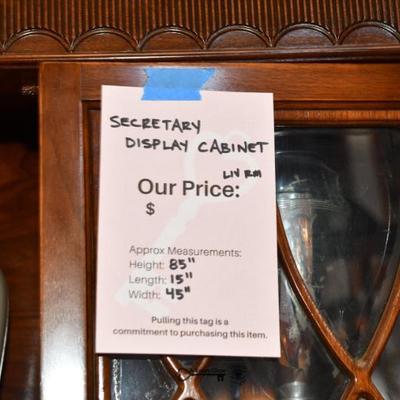 SECRETARY
DISPLAY CABINET
LIV RM
Our Price:
$
Approx Measurements:
Height: 85"
Length: 15"
Width: 45"
Pulling this tag is a
commitment to purchasing this item.